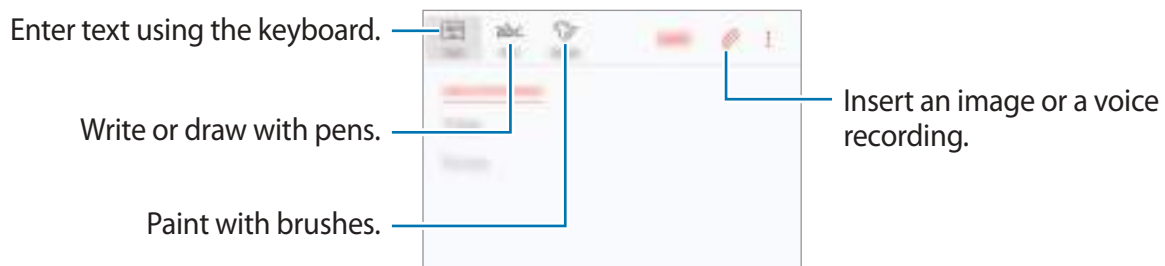 Enter text using the keyboard.
abc
Write or draw with pens.
Paint with brushes.
Insert an image or a voice
recording.